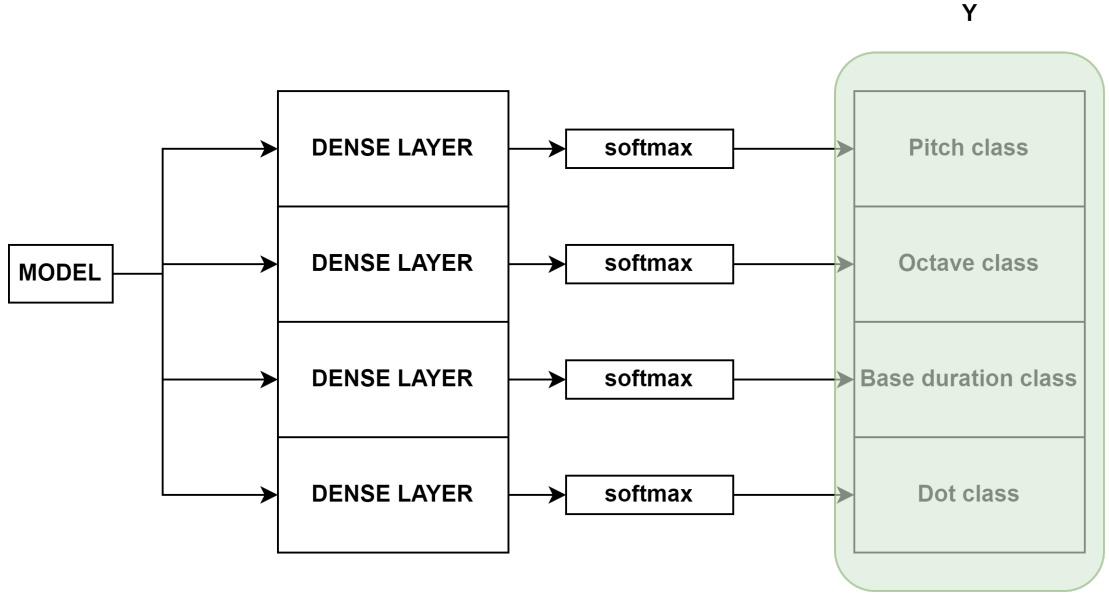 Y
MODEL
DENSE LAYER
softmax
Pitch class
DENSE LAYER
softmax
Octave class
DENSE LAYER
softmax
Base duration class
DENSE LAYER
softmax
Dot class